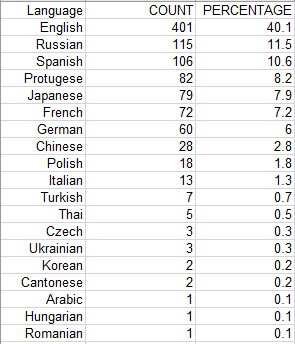 Language COUNT PERCENTAGE
English 401 40.1
Russian 115 11.5
Spanish 106 10.6
Protugese 82 8.2
Japanese 79 7.9
French 72 7.2
German 60 6
Chinese 28 2.8
Polish 18 1.8
Italian 13 1.3
Turkish 7 0.7
Thai 5 0.5
Czech 3 0.3
Ukrainian 3 0.3
Korean 2 0.2
Cantonese 2 0.2
Arabic 1 0.1
Hungarian 1 0.1
Romanian 1 0.1